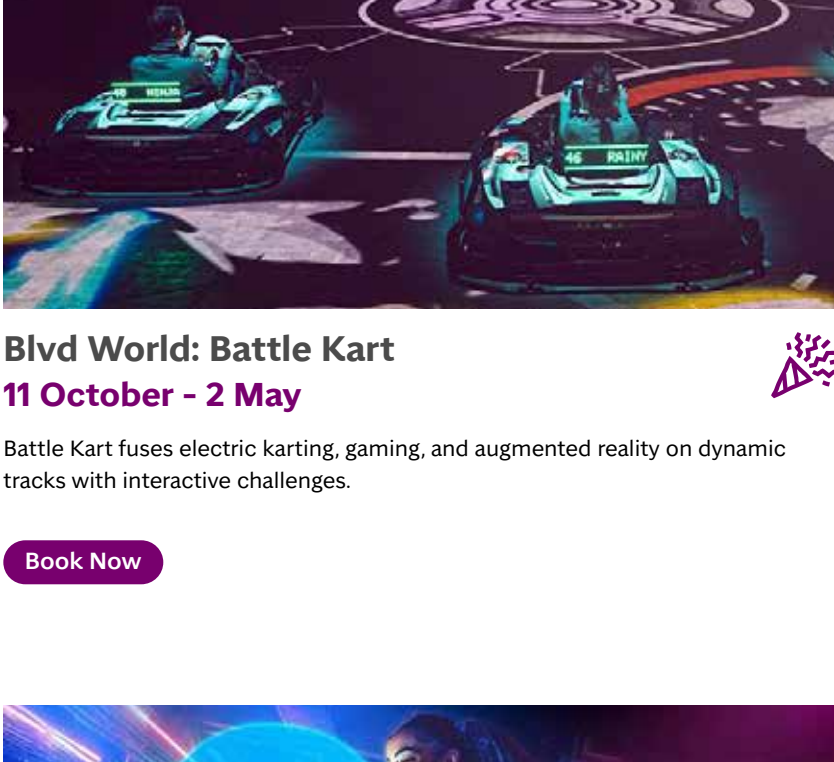 48 NINJA
46 RAINY
Blvd World: Battle Kart
11 October - 2 May
Battle Kart fuses electric karting, gaming, and augmented reality on dynamic
tracks with interactive challenges.
Book Now